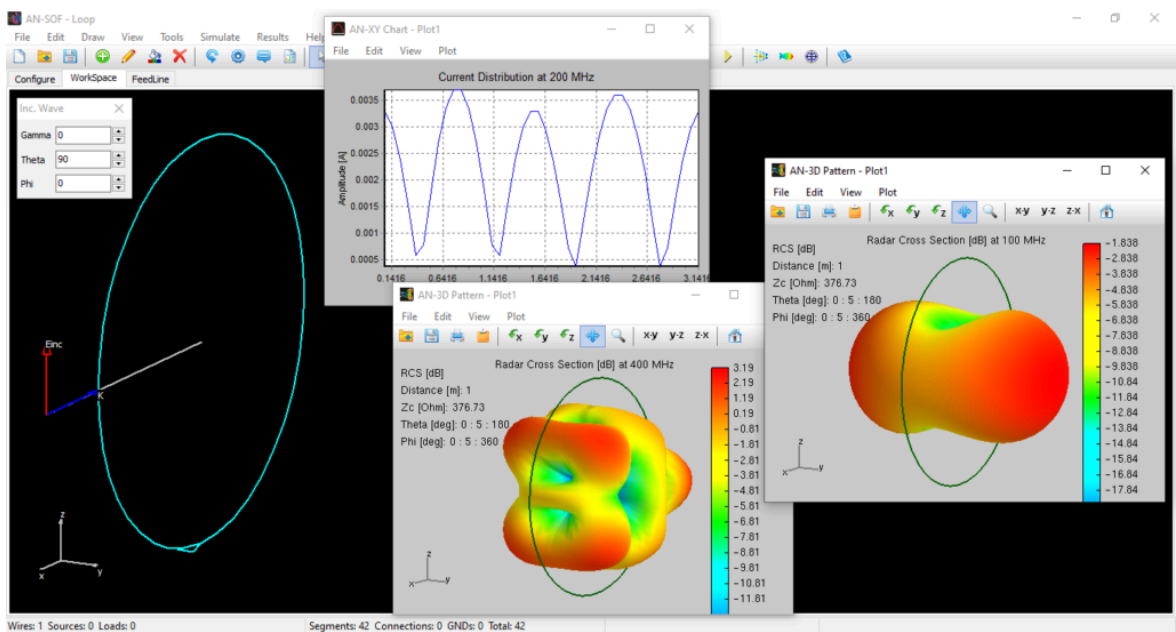 AN-SOF - Loop
File Edit Draw View Tools Simulate Results
Configure WorkSpace FeedLine
Inc. Wave
Gamma 0
Theta 90
Phi 0
Einc
K
z
x
y
AN-XY Chart - Plot1
File Edit View Plot
Current Distribution at 200 MHz
Amplitude [A]
0.0035
0.003
0.0025
0.002
0.0015
0.001
0.0005
0.1416 0.6416 1.1416 1.6416 2.1416 2.6416 3.1416
AN-3D Pattern - Plot1
File Edit View Plot
x y z x-y y-z z-x
Radar Cross Section [dB] at 400 MHz
RCS [dB]
Distance [m]: 1
Zc [Ohm]: 376.73
Theta [deg]: 0 : 5 : 180
Phi [deg]: 0 : 5 : 360
3.19
2.19
1.19
0.19
-0.81
-1.81
-2.81
-3.81
-4.81
-5.81
-6.81
-7.81
-8.81
-9.81
-10.81
-11.81
z
x
y
AN-3D Pattern - Plot1
File Edit View Plot
x y z x-y y-z z-x
Radar Cross Section [dB] at 100 MHz
RCS [dB]
Distance [m]: 1
Zc [Ohm]: 376.73
Theta [deg]: 0 : 5 : 180
Phi [deg]: 0 : 5 : 360
-1.838
-2.838
-3.838
-4.838
-5.838
-6.838
-7.838
-8.838
-9.838
-10.84
-11.84
-12.84
-13.84
-14.84
-15.84
-16.84
-17.84
z
x
y
Wires: 1 Sources: 0 Loads: 0
Segments: 42 Connections: 0 GNDs: 0 Total: 42